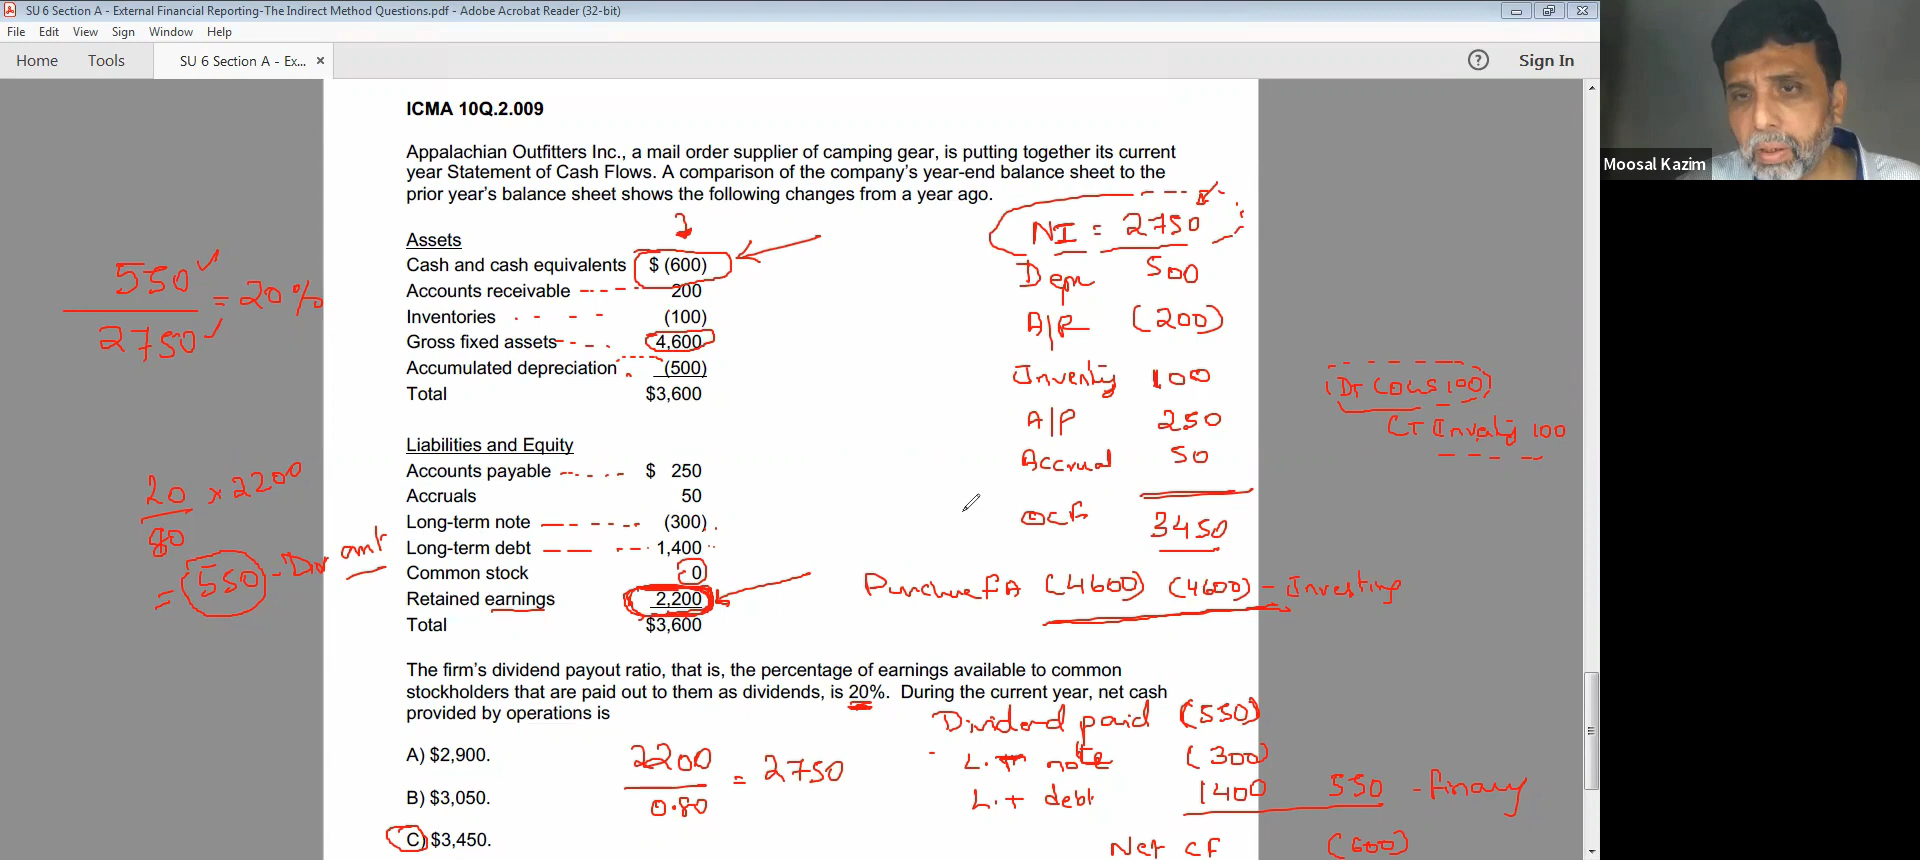 SU 6 Section A - External Financial Reporting-The Indirect Method Questions.pdf - Adobe Acrobat Reader (32-bit)
File Edit View Sign Window Help
Home Tools SU 6 Section A - Ex... × ? Sign In
Moosal Kazim
ICMA 10Q.2.009
Appalachian Outfitters Inc., a mail order supplier of camping gear, is putting together its current
year Statement of Cash Flows. A comparison of the company's year-end balance sheet to the
prior year's balance sheet shows the following changes from a year ago.
Assets
Cash and cash equivalents $ (600)
Accounts receivable 200
Inventories (100)
Gross fixed assets 4,600
Accumulated depreciation (500)
Total $3,600
Liabilities and Equity
Accounts payable $ 250
Accruals 50
Long-term note (300)
Long-term debt 1,400
Common stock 0
Retained earnings 2,200
Total $3,600
The firm's dividend payout ratio, that is, the percentage of earnings available to common
stockholders that are paid out to them as dividends, is 20%. During the current year, net cash
provided by operations is
A) $2,900.
B) $3,050.
C) $3,450.
550
2750
= 20%
20
80
× 2200
= 550 - Div amt
2200
0.80
= 2750
NI = 2750
Depn 500
A/R (200)
100
A/P 250
Accrual 50
OCF 3450
(4600) (4600) - Investing
Dividend paid (550)
L.T note (300)
L.T debt 1400 550
Net CF (600)
(Dr COGS 100)
100